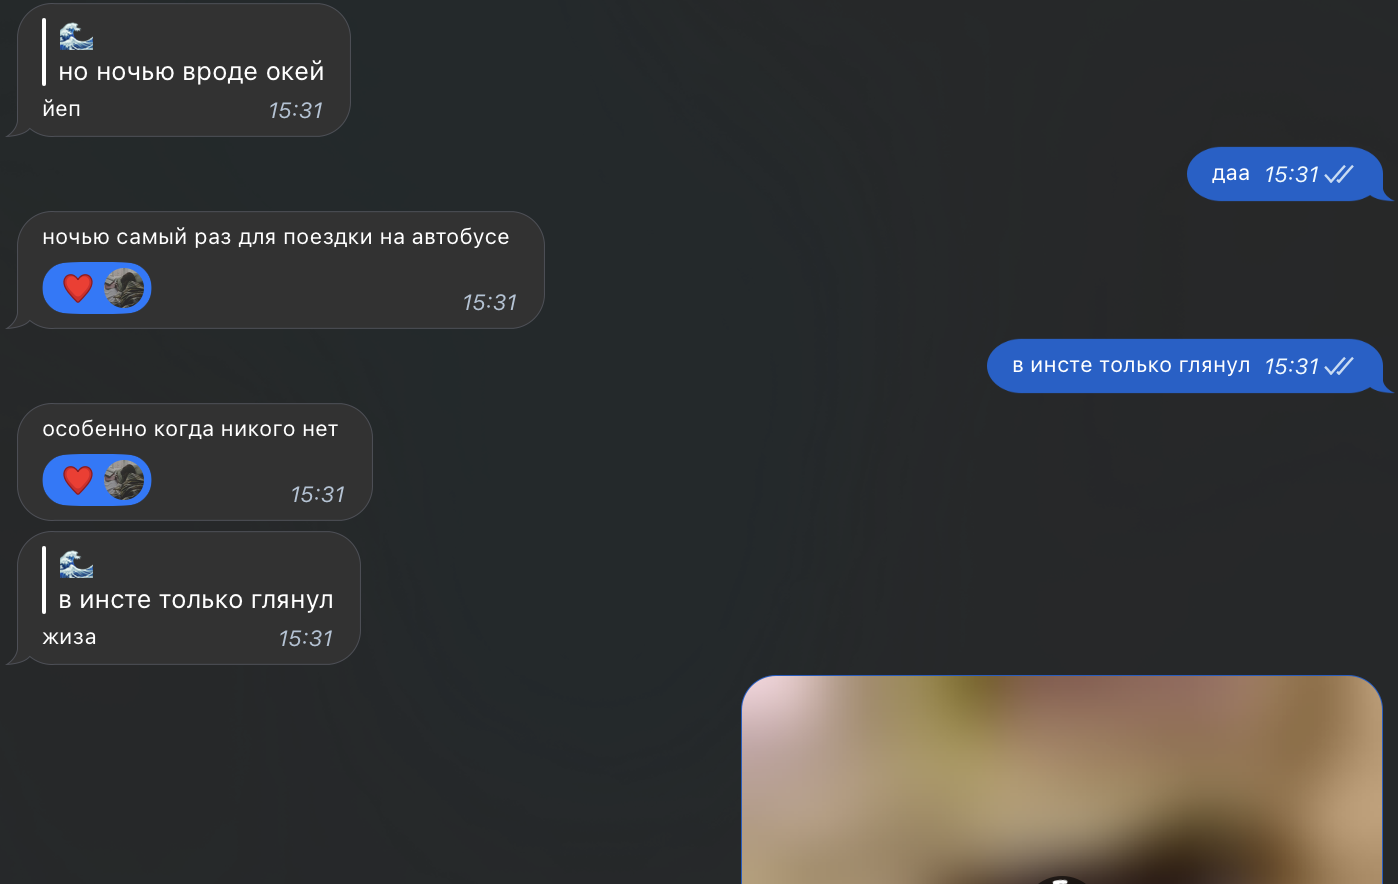 🌊
но ночью вроде окей
йеп 15:31
даа 15:31
ночью самый раз для поездки на автобусе
❤️ 15:31
в инсте только глянул 15:31
особенно когда никого нет
❤️ 15:31
🌊
в инсте только глянул
жиза 15:31